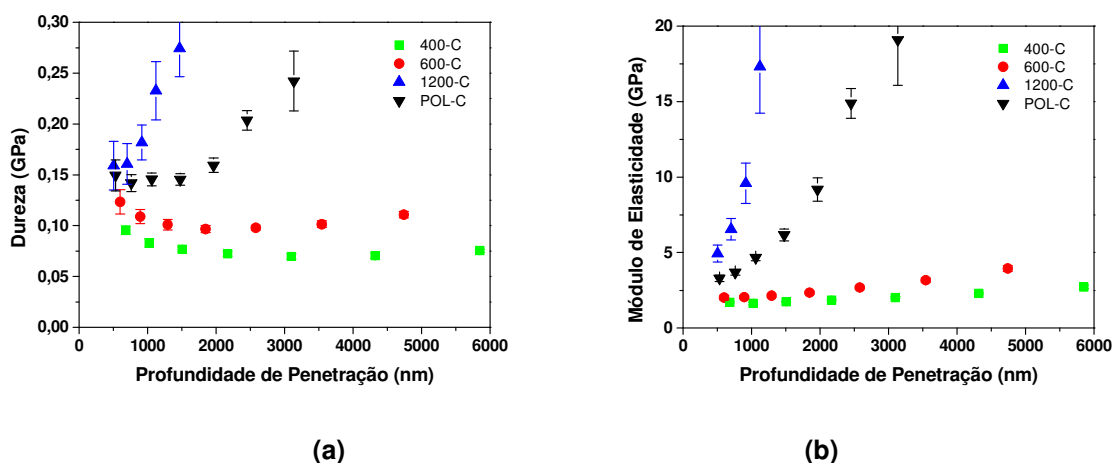 0,30
0,25
0,20
0,15
0,10
0,05
0,00
Dureza (GPa)
400-C
600-C
1200-C
POL-C
0 1000 2000 3000 4000 5000 6000
Profundidade de Penetração (nm)
(a)
20
15
10
5
0
Módulo de Elasticidade (GPa)
400-C
600-C
1200-C
POL-C
0 1000 2000 3000 4000 5000 6000
Profundidade de Penetração (nm)
(b)